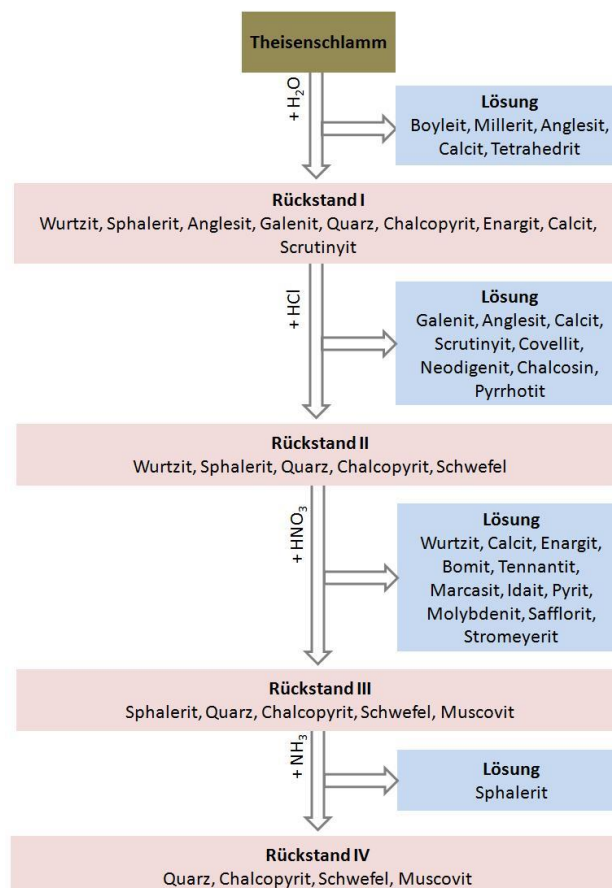 Theisenschlamm
+ H₂O
Lösung
Boyleit, Millerit, Anglesit,
Calcit, Tetrahedrit
Rückstand I
Wurtzit, Sphalerit, Anglesit, Galenit, Quarz, Chalcopyrit, Enargit, Calcit,
Scrutinyit
+ HCl
Lösung
Galenit, Anglesit, Calcit,
Scrutinyit, Covellit,
Neodigenit, Chalcosin,
Pyrrhotit
Rückstand II
Wurtzit, Sphalerit, Quarz, Chalcopyrit, Schwefel
+ HNO₃
Lösung
Wurtzit, Calcit, Enargit,
Bornit, Tennantit,
Marcasit, Idait, Pyrit,
Molybdenit, Safflorit,
Stromeyerit
Rückstand III
Sphalerit, Quarz, Chalcopyrit, Schwefel, Muscovit
+ NH₃
Lösung
Sphalerit
Rückstand IV
Quarz, Chalcopyrit, Schwefel, Muscovit